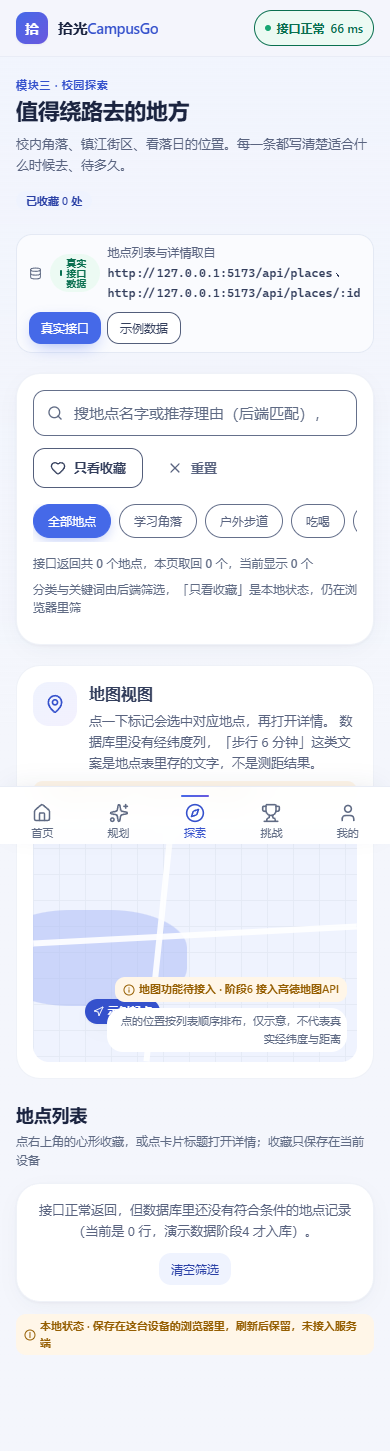 拾
拾光CampusGo
接口正常 66 ms
模块三 · 校园探索
值得绕路去的地方
校内角落、镇江街区、看落日的位置。每一条都写清楚适合什
么时候去、待多久。
已收藏 0 处
真实
接口
数据
地点列表与详情取自
http://127.0.0.1:5173/api/places、
http://127.0.0.1:5173/api/places/:id
真实接口
示例数据
搜地点名字或推荐理由（后端匹配），
只看收藏
重置
全部地点
学习角落
户外步道
吃喝
接口返回共 0 个地点，本页取回 0 个，当前显示 0 个
分类与关键词由后端筛选，「只看收藏」是本地状态，仍在浏
览器里筛
地图视图
点一下标记会选中对应地点，再打开详情。 数
据库里没有经纬度列，「步行 6 分钟」这类文
案是地点表里存的文字，不是测距结果。
首页
规划
探索
挑战
我的
地图功能待接入 · 阶段6 接入高德地图API
点的位置按列表顺序排布，仅示意，不代表真
实经纬度与距离
地点列表
点右上角的心形收藏，或点卡片标题打开详情；收藏只保存在当前
设备
接口正常返回，但数据库里还没有符合条件的地点记录
（当前是 0 行，演示数据阶段4 才入库）。
清空筛选
本地状态 · 保存在这台设备的浏览器里，刷新后保留，未接入服务
端